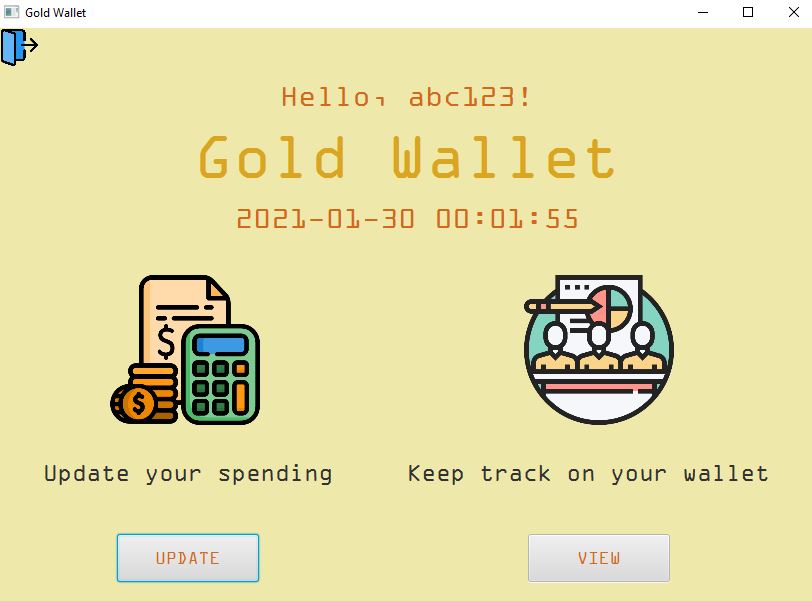 Gold Wallet
Hello, abc123!
Gold Wallet
2021-01-30 00:01:55
$
$
Update your spending
Keep track on your wallet
UPDATE
VIEW